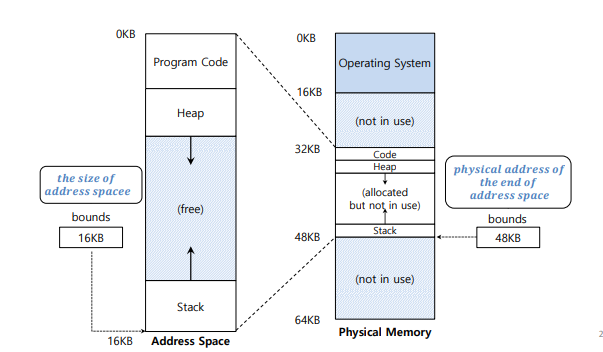 0KB
Program Code
Heap
the size of
address spacee
bounds
16KB
(free)
Stack
16KB
Address Space
0KB
Operating System
16KB
(not in use)
32KB
Code
Heap
(allocated
but not in use)
Stack
48KB
(not in use)
64KB
Physical Memory
physical address of
the end of
address space
bounds
48KB
2